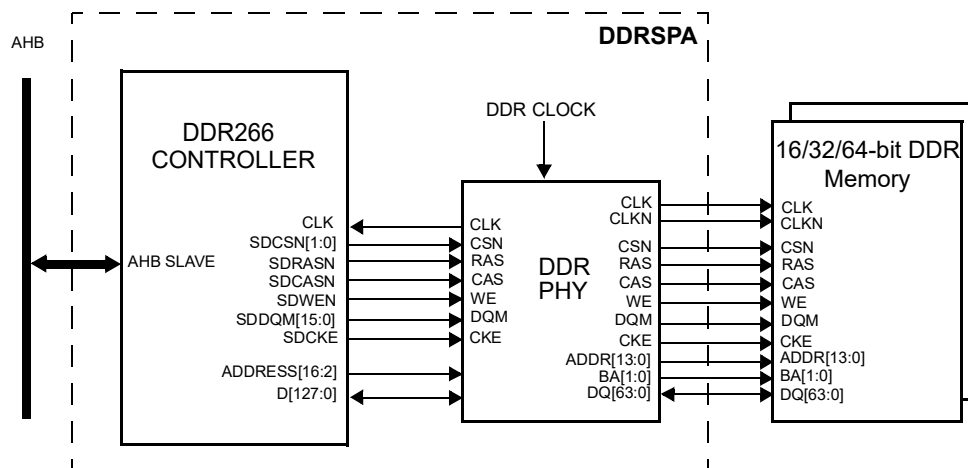 AHB
DDRSPA
DDR CLOCK
DDR266
CONTROLLER
AHB SLAVE
CLK
SDCSN[1:0]
SDRASN
SDCASN
SDWEN
SDDQM[15:0]
SDCKE
ADDRESS[16:2]
D[127:0]
CLK
CSN
RAS
CAS
WE
DQM
CKE
DDR
PHY
CLK
CLKN
CSN
RAS
CAS
WE
DQM
CKE
ADDR[13:0]
BA[1:0]
DQ[63:0]
16/32/64-bit DDR
Memory
CLK
CLKN
CSN
RAS
CAS
WE
DQM
CKE
ADDR[13:0]
BA[1:0]
DQ[63:0]